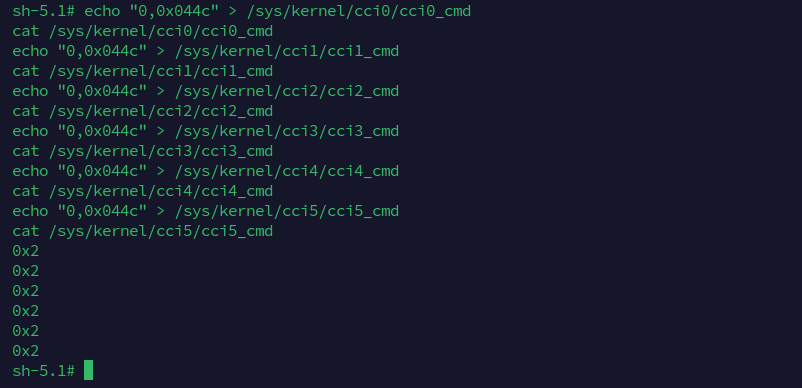 sh-5.1# echo "0,0x044c" > /sys/kernel/cci0/cci0_cmd
cat /sys/kernel/cci0/cci0_cmd
echo "0,0x044c" > /sys/kernel/cci1/cci1_cmd
cat /sys/kernel/cci1/cci1_cmd
echo "0,0x044c" > /sys/kernel/cci2/cci2_cmd
cat /sys/kernel/cci2/cci2_cmd
echo "0,0x044c" > /sys/kernel/cci3/cci3_cmd
cat /sys/kernel/cci3/cci3_cmd
echo "0,0x044c" > /sys/kernel/cci4/cci4_cmd
cat /sys/kernel/cci4/cci4_cmd
echo "0,0x044c" > /sys/kernel/cci5/cci5_cmd
cat /sys/kernel/cci5/cci5_cmd
0x2
0x2
0x2
0x2
0x2
0x2
sh-5.1#